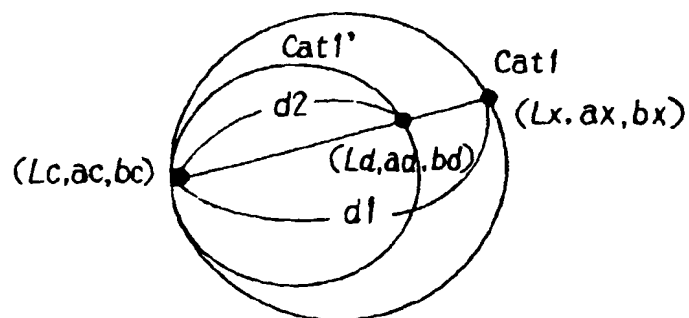 Cat1'
Cat1
d2
(Lx.ax,bx)
(Lc,ac,bc)
(Ld,ad.bd)
d1